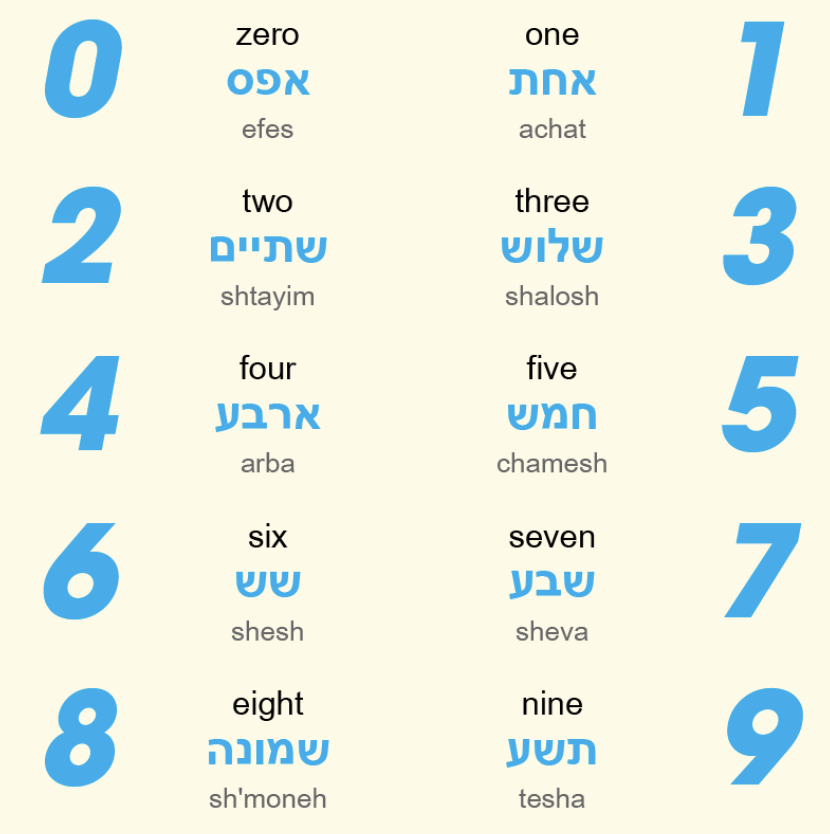 0
zero
אפס
efes
one
אחת
achat
1
2
two
שתיים
shtayim
three
שלוש
shalosh
3
4
four
ארבע
arba
five
חמש
chamesh
5
6
six
שש
shesh
seven
שבע
sheva
7
8
eight
שמונה
sh'moneh
nine
תשע
tesha
9